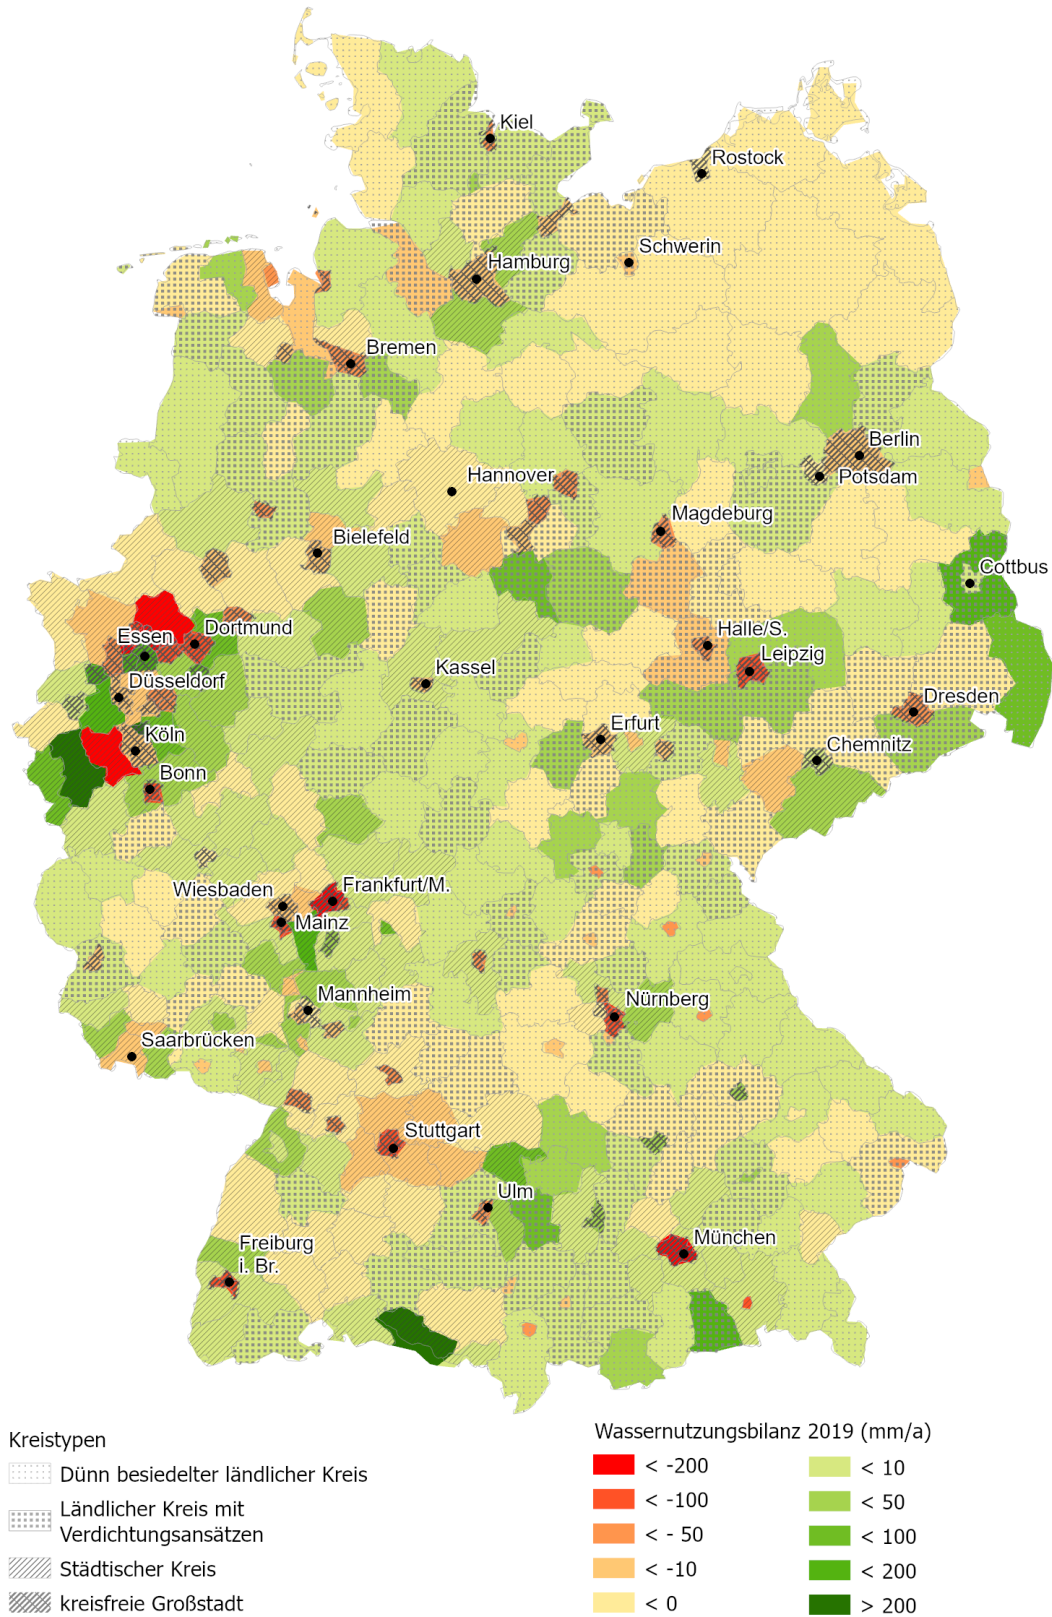 Kiel
Rostock
Schwerin
Hamburg
Bremen
Berlin
Potsdam
Hannover
Magdeburg
Bielefeld
Cottbus
Essen
Dortmund
Halle/S.
Leipzig
Düsseldorf
Kassel
Dresden
Köln
Erfurt
Chemnitz
Bonn
Wiesbaden
Frankfurt/M.
Mainz
Mannheim
Nürnberg
Saarbrücken
Stuttgart
Ulm
München
Freiburg
i. Br.
Kreistypen
Dünn besiedelter ländlicher Kreis
Ländlicher Kreis mit
Verdichtungsansätzen
Städtischer Kreis
kreisfreie Großstadt
Wassernutzungsbilanz 2019 (mm/a)
< -200
< -100
< - 50
< -10
< 0
< 10
< 50
< 100
< 200
> 200